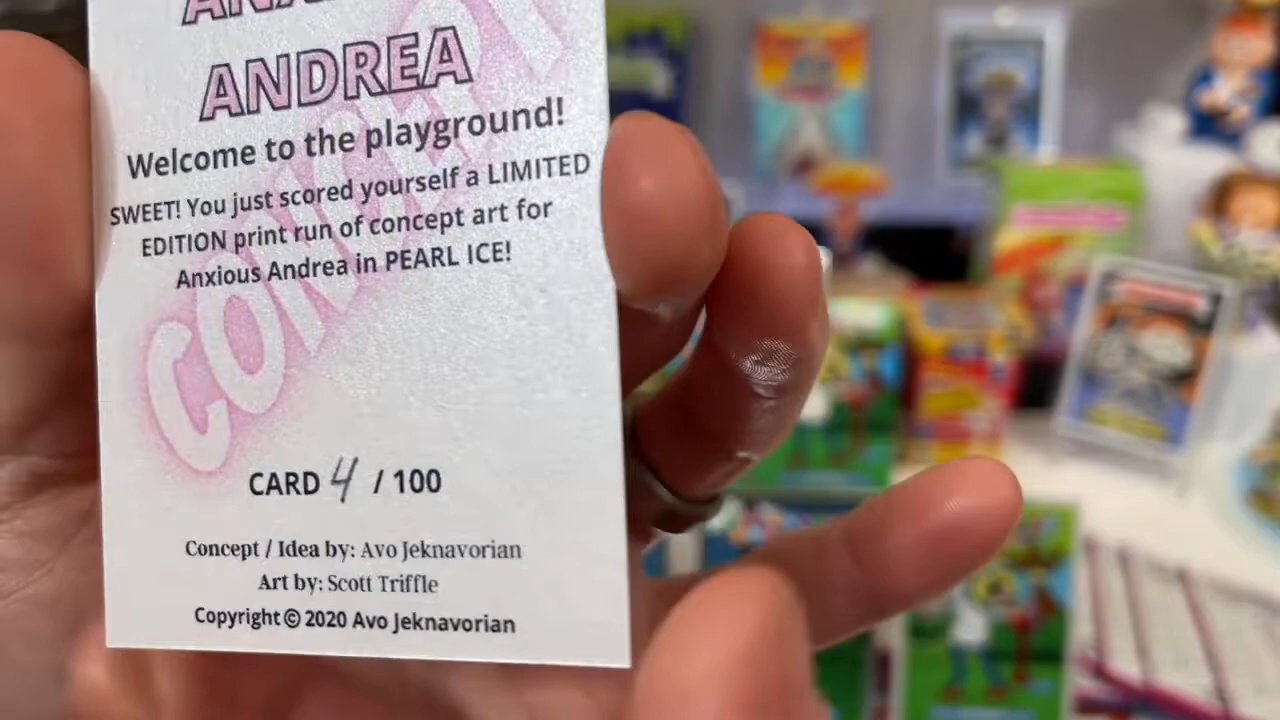 ANDREA
Welcome to the playground!
SWEET! You just scored yourself a LIMITED
EDITION print run of concept art for
Anxious Andrea in PEARL ICE!
CONCEPT
CARD 4 / 100
Concept / Idea by: Avo Jeknavorian
Art by: Scott Triffle
Copyright © 2020 Avo Jeknavorian